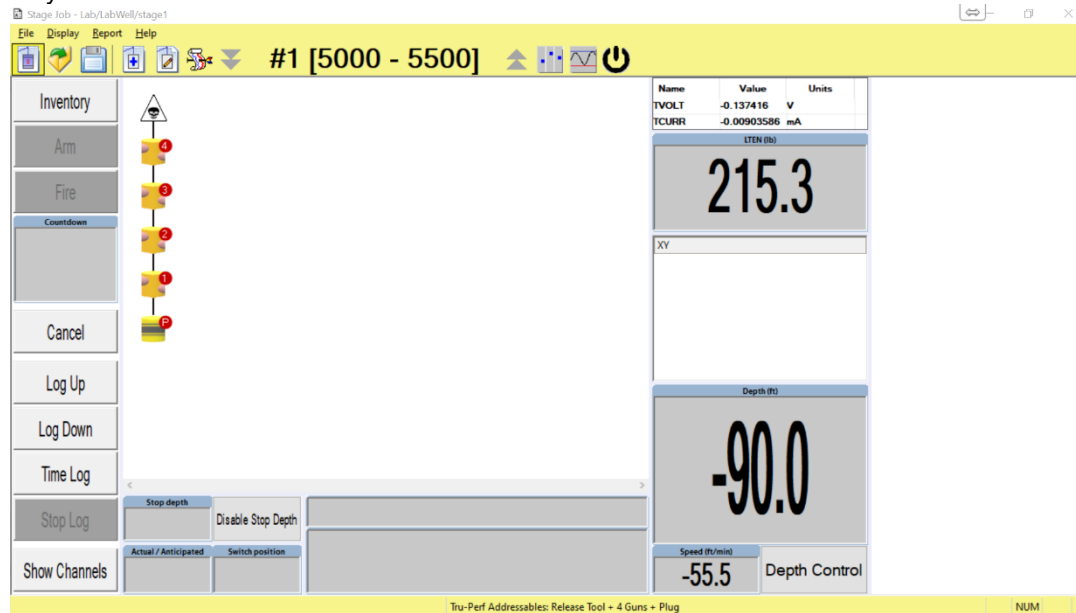 Stage Job - Lab/LabWell/stage1
File Display Report Help
#1 [5000 - 5500]
Inventory
Arm
Fire
Countdown
Cancel
Log Up
Log Down
Time Log
Stop Log
Show Channels
4
3
2
1
P
Stop depth
Disable Stop Depth
Actual / Anticipated Switch position
Name Value Units
TVOLT -0.137416 V
TCURR -0.00903586 mA
LTEN (lb)
215.3
XY
Depth (ft)
-90.0
Speed (ft/min)
-55.5
Depth Control
Tru-Perf Addressables: Release Tool + 4 Guns + Plug NUM